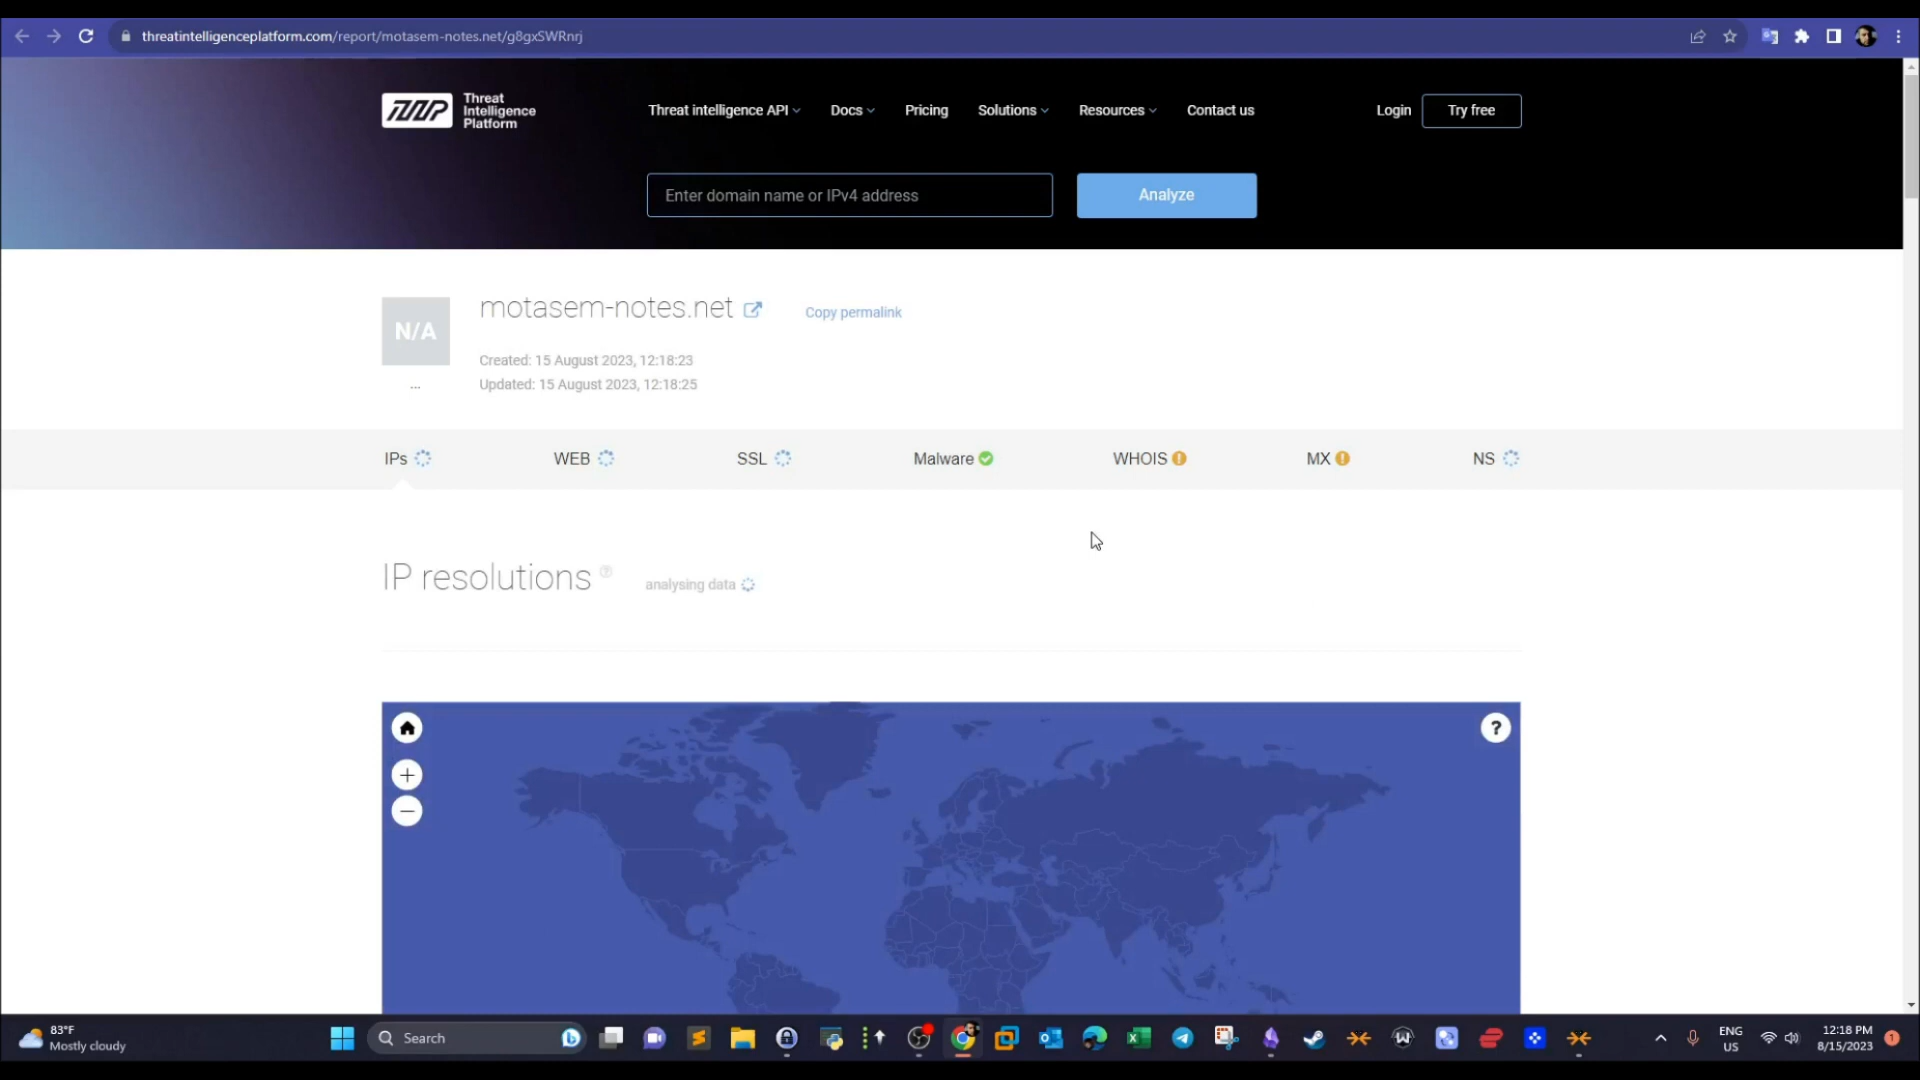 threatintelligenceplatform.com/report/motasem-notes.net/g8gxSWRnrj
Threat
Intelligence
Platform
Threat intelligence API
Docs
Pricing
Solutions
Resources
Contact us
Login
Try free
Enter domain name or IPv4 address
Analyze
N/A
...
motasem-notes.net
Copy permalink
Created: 15 August 2023, 12:18:23
Updated: 15 August 2023, 12:18:25
IPs
WEB
SSL
Malware
WHOIS
MX
NS
IP resolutions
analysing data
?
83°F
Mostly cloudy
Search
ENG
US
12:18 PM
8/15/2023
1